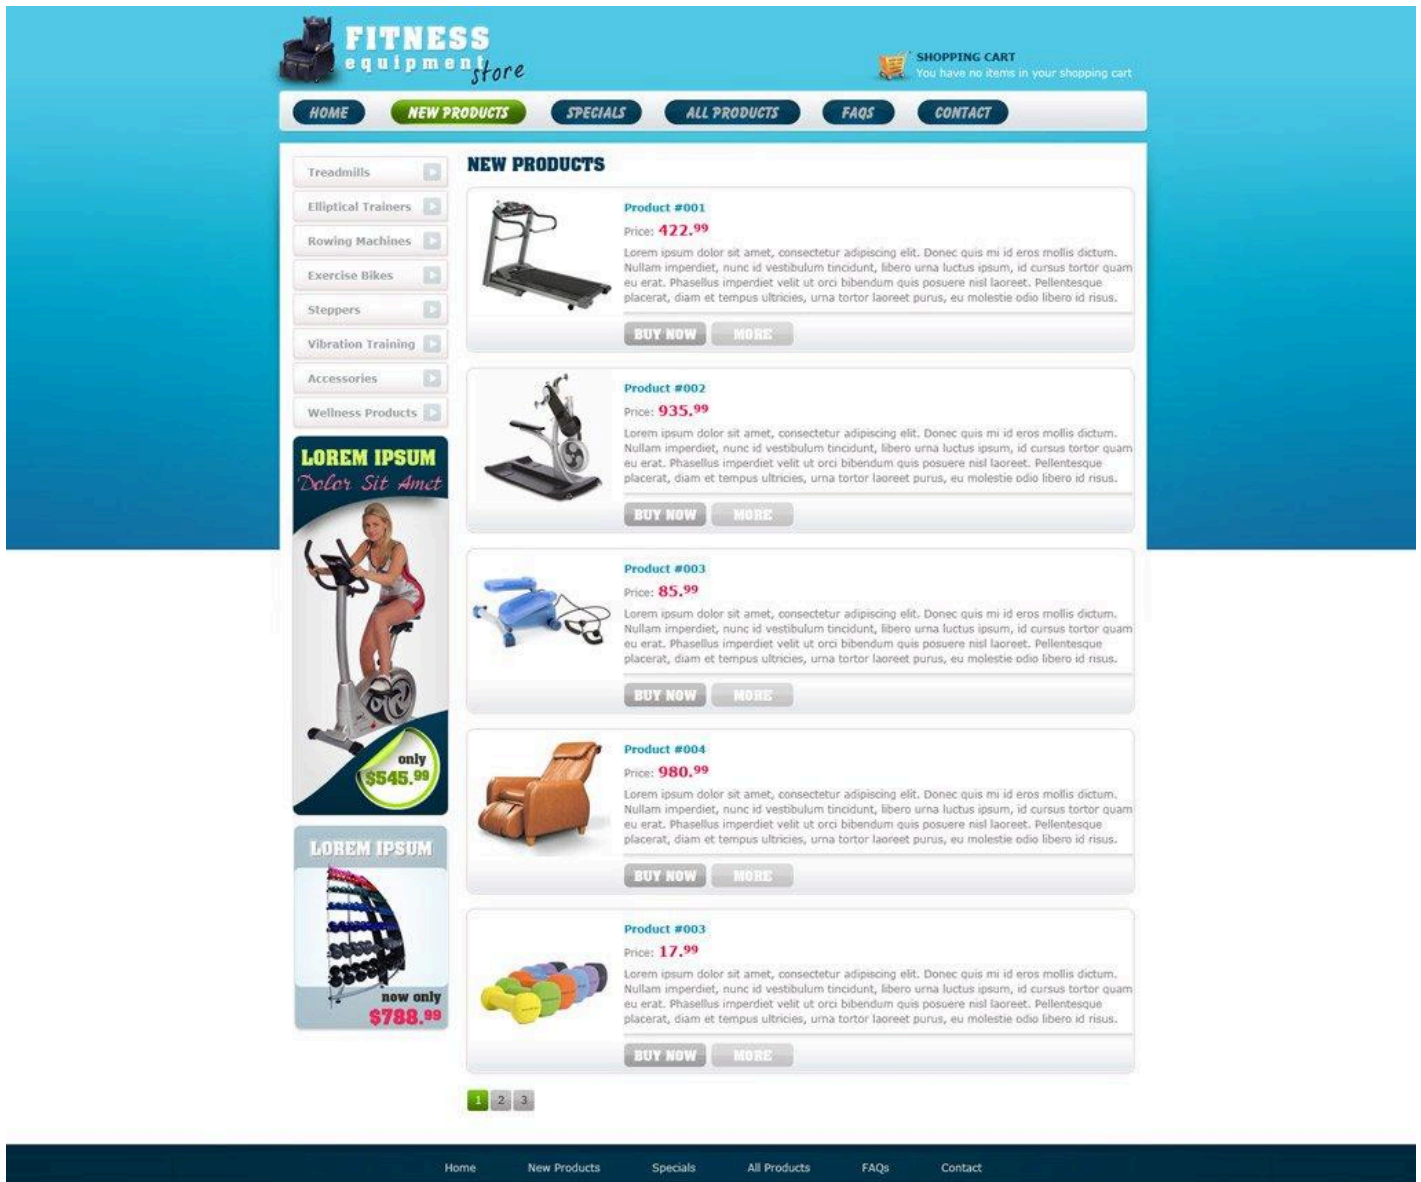 FITNESS
equipment
store
SHOPPING CART
You have no items in your shopping cart
HOME
NEW PRODUCTS
SPECIALS
ALL PRODUCTS
FAQS
CONTACT
Treadmills
Elliptical Trainers
Rowing Machines
Exercise Bikes
Steppers
Vibration Training
Accessories
Wellness Products
LOREM IPSUM
Dolor Sit Amet
only
$545.99
LOREM IPSUM
now only
$788.99
NEW PRODUCTS
Product #001
Price: 422.99
Lorem ipsum dolor sit amet, consectetur adipiscing elit. Donec quis mi id eros mollis dictum.
Nullam imperdiet, nunc id vestibulum tincidunt, libero urna luctus ipsum, id cursus tortor quam
eu erat. Phasellus imperdiet velit ut orci bibendum quis posuere nisl laoreet. Pellentesque
placerat, diam et tempus ultricies, urna tortor laoreet purus, eu molestie odio libero id risus.
BUY NOW MORE
Product #002
Price: 935.99
Lorem ipsum dolor sit amet, consectetur adipiscing elit. Donec quis mi id eros mollis dictum.
Nullam imperdiet, nunc id vestibulum tincidunt, libero urna luctus ipsum, id cursus tortor quam
eu erat. Phasellus imperdiet velit ut orci bibendum quis posuere nisl laoreet. Pellentesque
placerat, diam et tempus ultricies, urna tortor laoreet purus, eu molestie odio libero id risus.
BUY NOW MORE
Product #003
Price: 85.99
Lorem ipsum dolor sit amet, consectetur adipiscing elit. Donec quis mi id eros mollis dictum.
Nullam imperdiet, nunc id vestibulum tincidunt, libero urna luctus ipsum, id cursus tortor quam
eu erat. Phasellus imperdiet velit ut orci bibendum quis posuere nisl laoreet. Pellentesque
placerat, diam et tempus ultricies, urna tortor laoreet purus, eu molestie odio libero id risus.
BUY NOW MORE
Product #004
Price: 980.99
Lorem ipsum dolor sit amet, consectetur adipiscing elit. Donec quis mi id eros mollis dictum.
Nullam imperdiet, nunc id vestibulum tincidunt, libero urna luctus ipsum, id cursus tortor quam
eu erat. Phasellus imperdiet velit ut orci bibendum quis posuere nisl laoreet. Pellentesque
placerat, diam et tempus ultricies, urna tortor laoreet purus, eu molestie odio libero id risus.
BUY NOW MORE
Product #003
Price: 17.99
Lorem ipsum dolor sit amet, consectetur adipiscing elit. Donec quis mi id eros mollis dictum.
Nullam imperdiet, nunc id vestibulum tincidunt, libero urna luctus ipsum, id cursus tortor quam
eu erat. Phasellus imperdiet velit ut orci bibendum quis posuere nisl laoreet. Pellentesque
placerat, diam et tempus ultricies, urna tortor laoreet purus, eu molestie odio libero id risus.
BUY NOW MORE
1 2 3
Home New Products Specials All Products FAQs Contact